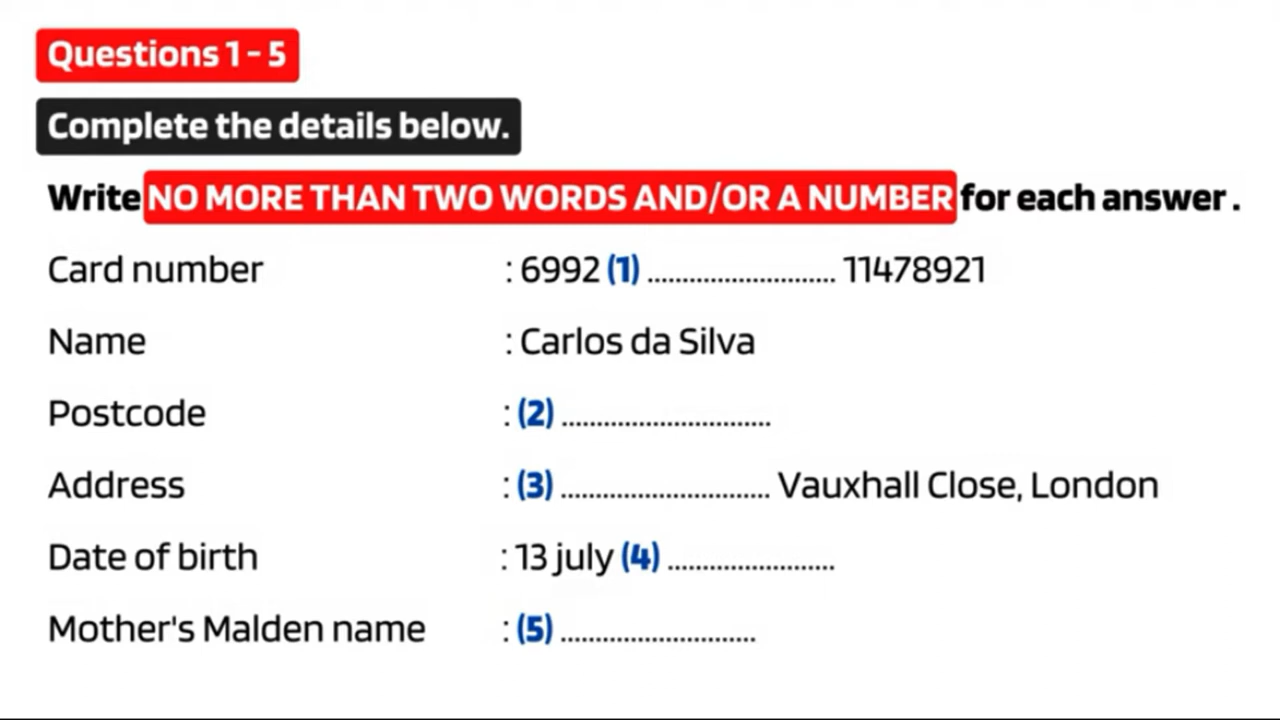 Questions 1 - 5
Complete the details below.
Write NO MORE THAN TWO WORDS AND/OR A NUMBER for each answer .
Card number : 6992 (1) ........................... 11478921
Name : Carlos da Silva
Postcode : (2) ..............................
Address : (3) .............................. Vauxhall Close, London
Date of birth : 13 july (4) ........................
Mother's Malden name : (5) ............................